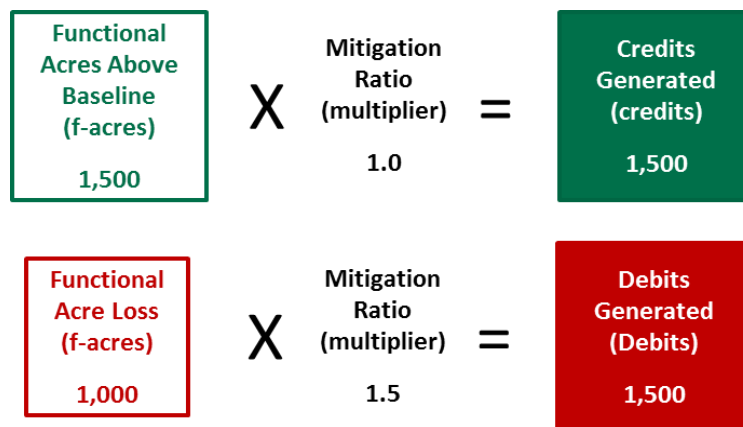 Functional
Acres Above
Baseline
(f-acres)
1,500
X
Mitigation
Ratio
(multiplier)
1.0
=
Credits
Generated
(credits)
1,500
Functional
Acre Loss
(f-acres)
1,000
X
Mitigation
Ratio
(multiplier)
1.5
=
Debits
Generated
(Debits)
1,500